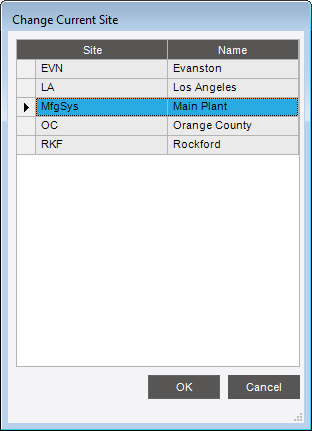 Change Current Site
Site Name
EVN Evanston
LA Los Angeles
MfgSys Main Plant
OC Orange County
RKF Rockford
OK Cancel